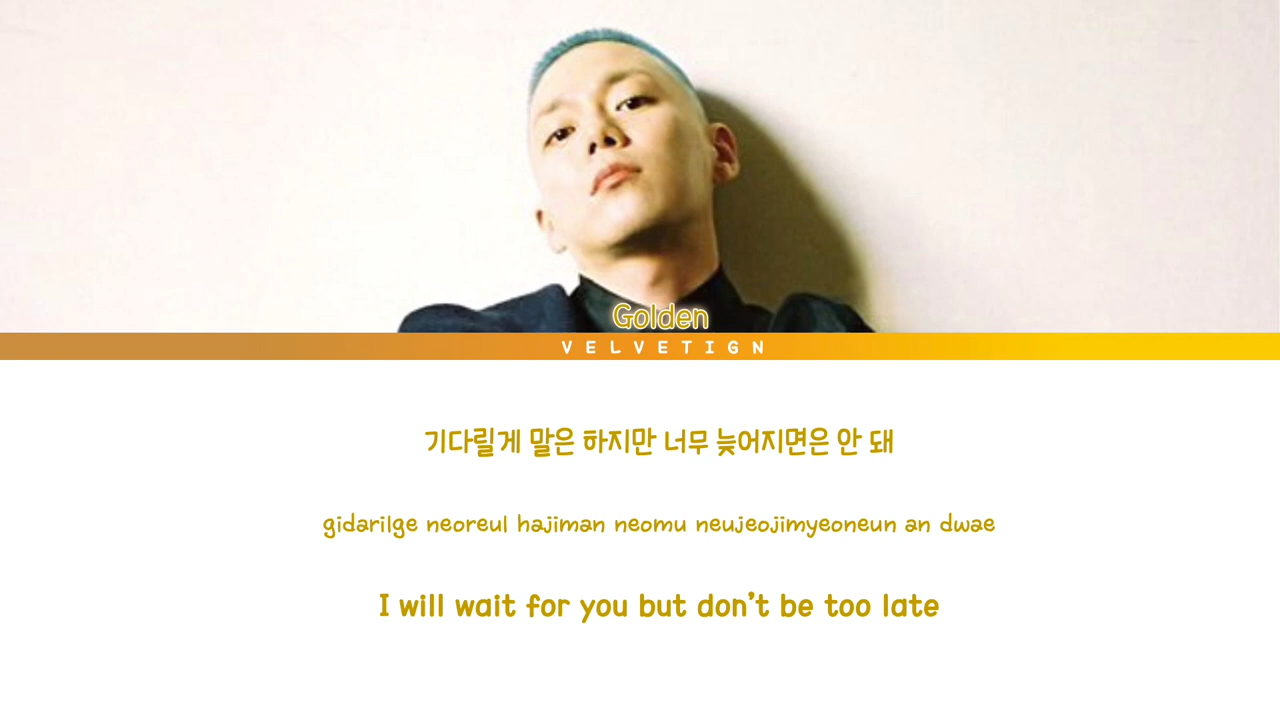 Golden
VELVETIGN
기다릴게 말은 하지만 너무 늦어지면은 안 돼
gidarilge neoreul hajiman neomu neujeojimyeoneun an dwae
I will wait for you but don't be too late